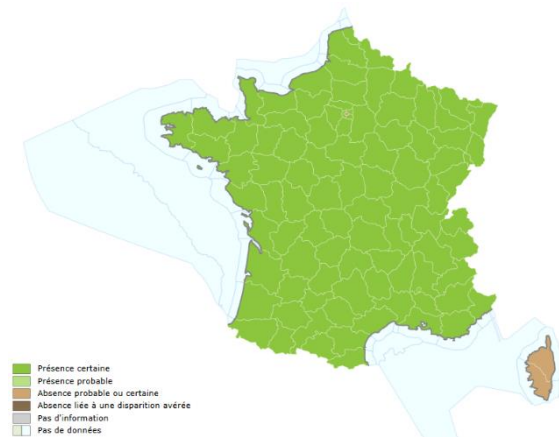 Présence certaine
Présence probable
Absence probable ou certaine
Absence liée à une disparition avérée
Pas d'information
Pas de données